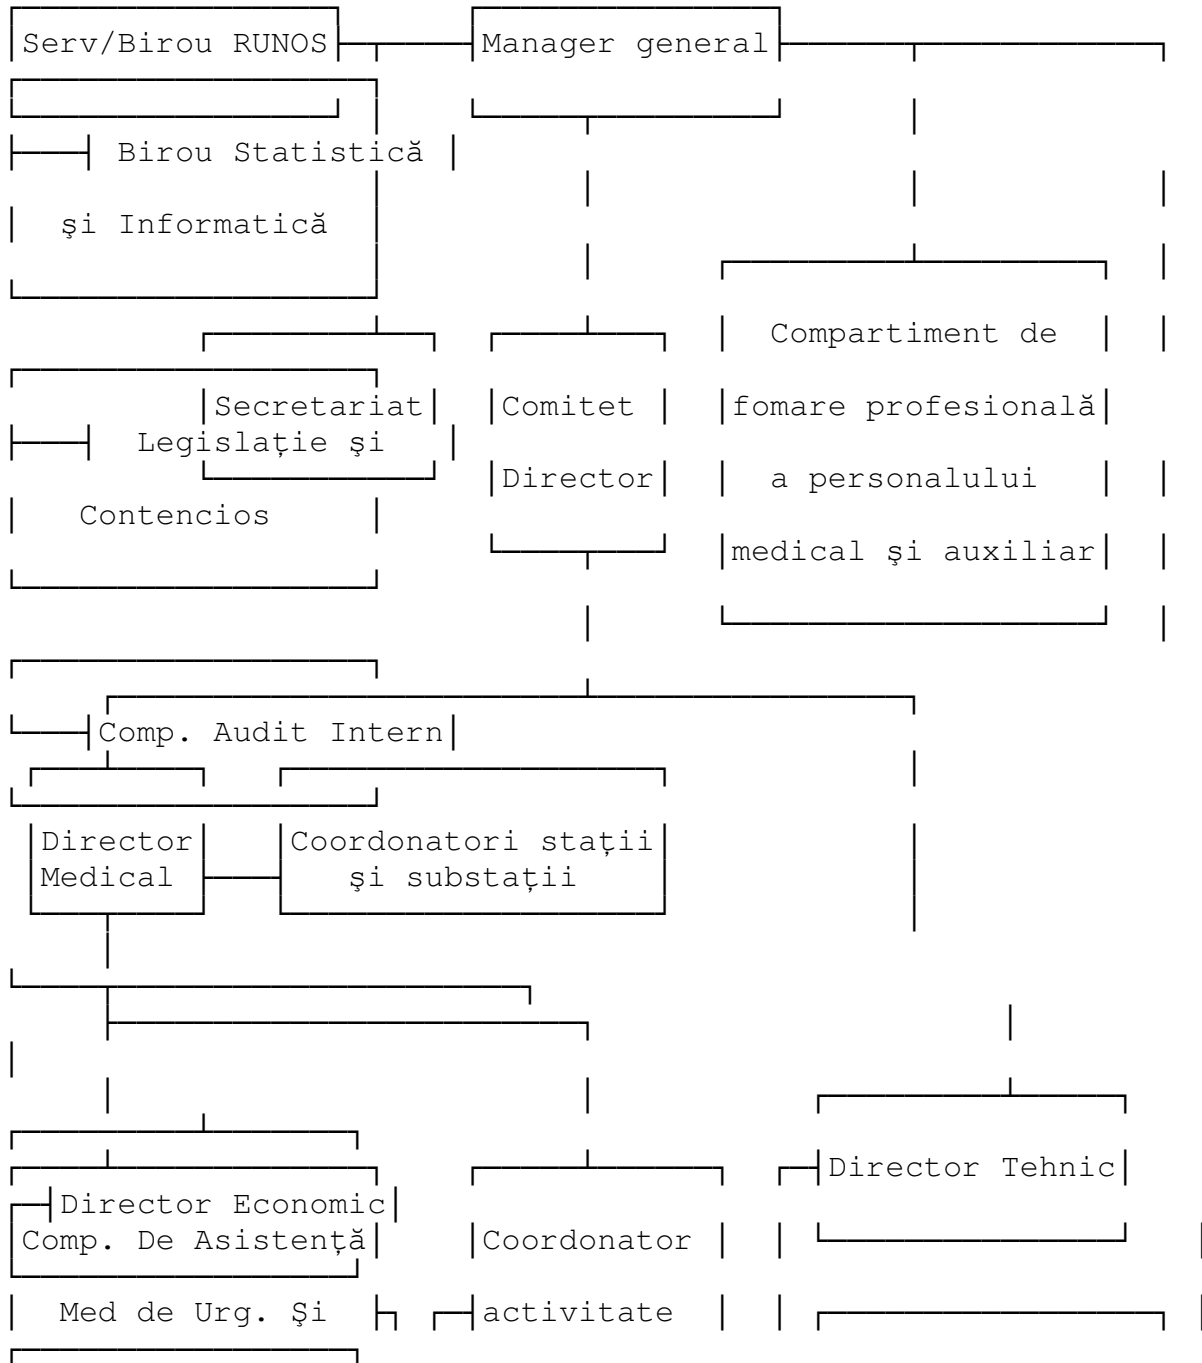 Serv/Birou RUNOS Manager general
Birou Statistică
şi Informatică
Compartiment de
Secretariat Comitet fomare profesională
Legislaţie şi
Director a personalului
Contencios
medical şi auxiliar
Comp. Audit Intern
Director Coordonatori staţii
Medical şi substaţii
Director Tehnic
Director Economic
Comp. De Asistenţă Coordonator
Med de Urg. Şi activitate